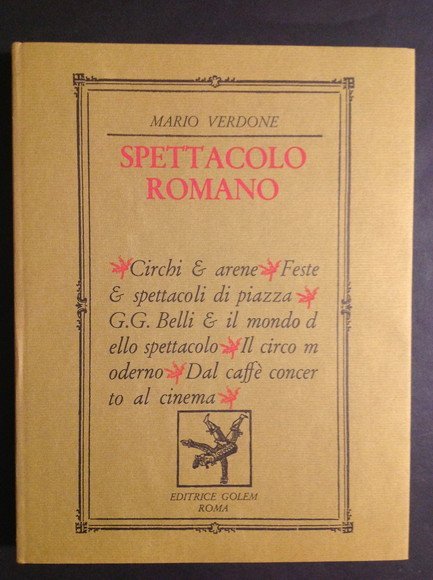 MARIO VERDONE
SPETTACOLO
ROMANO
Circhi & arene Feste
& spettacoli di piazza
G.G. Belli & il mondo d
ello spettacolo Il circo m
oderno Dal caffè concer
to al cinema
EDITRICE GOLEM
ROMA